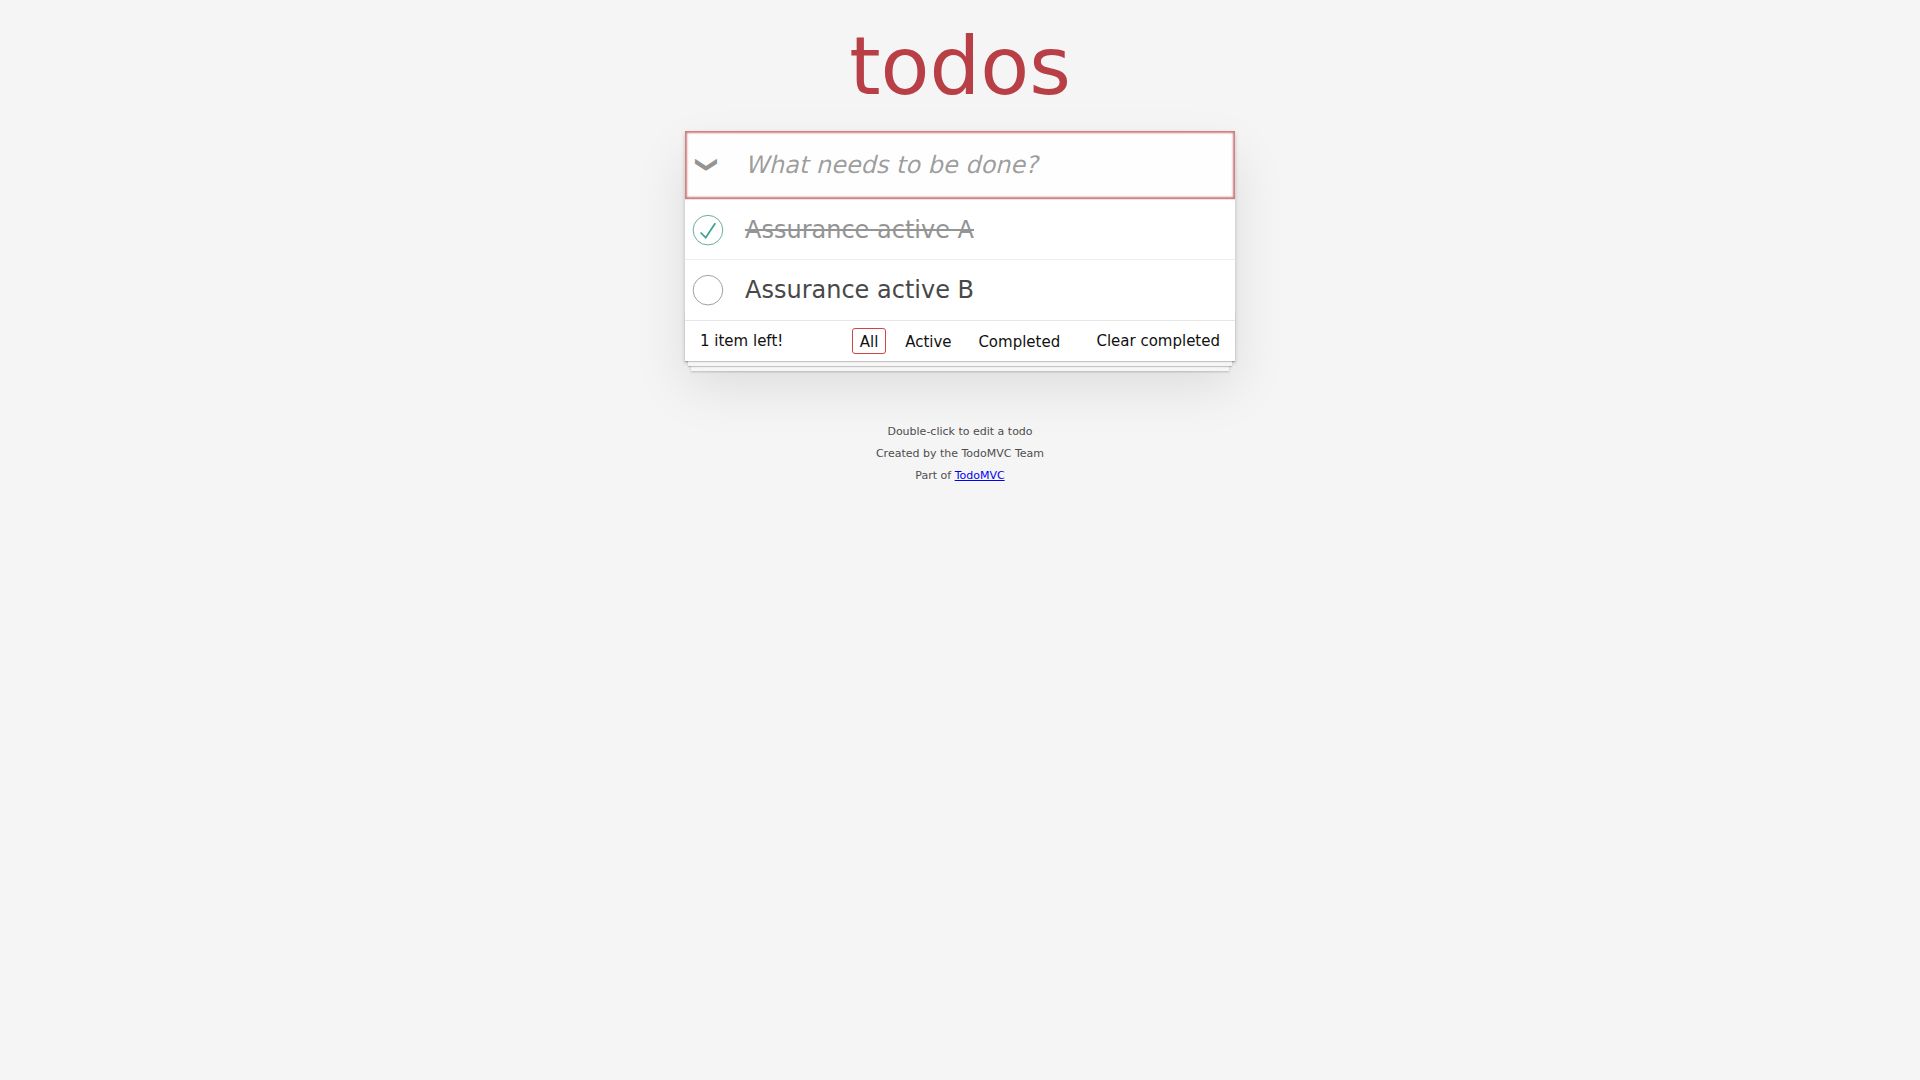 todos
What needs to be done?
Assurance active A
Assurance active B
1 item left!
All Active Completed Clear completed
Double-click to edit a todo
Created by the TodoMVC Team
Part of TodoMVC